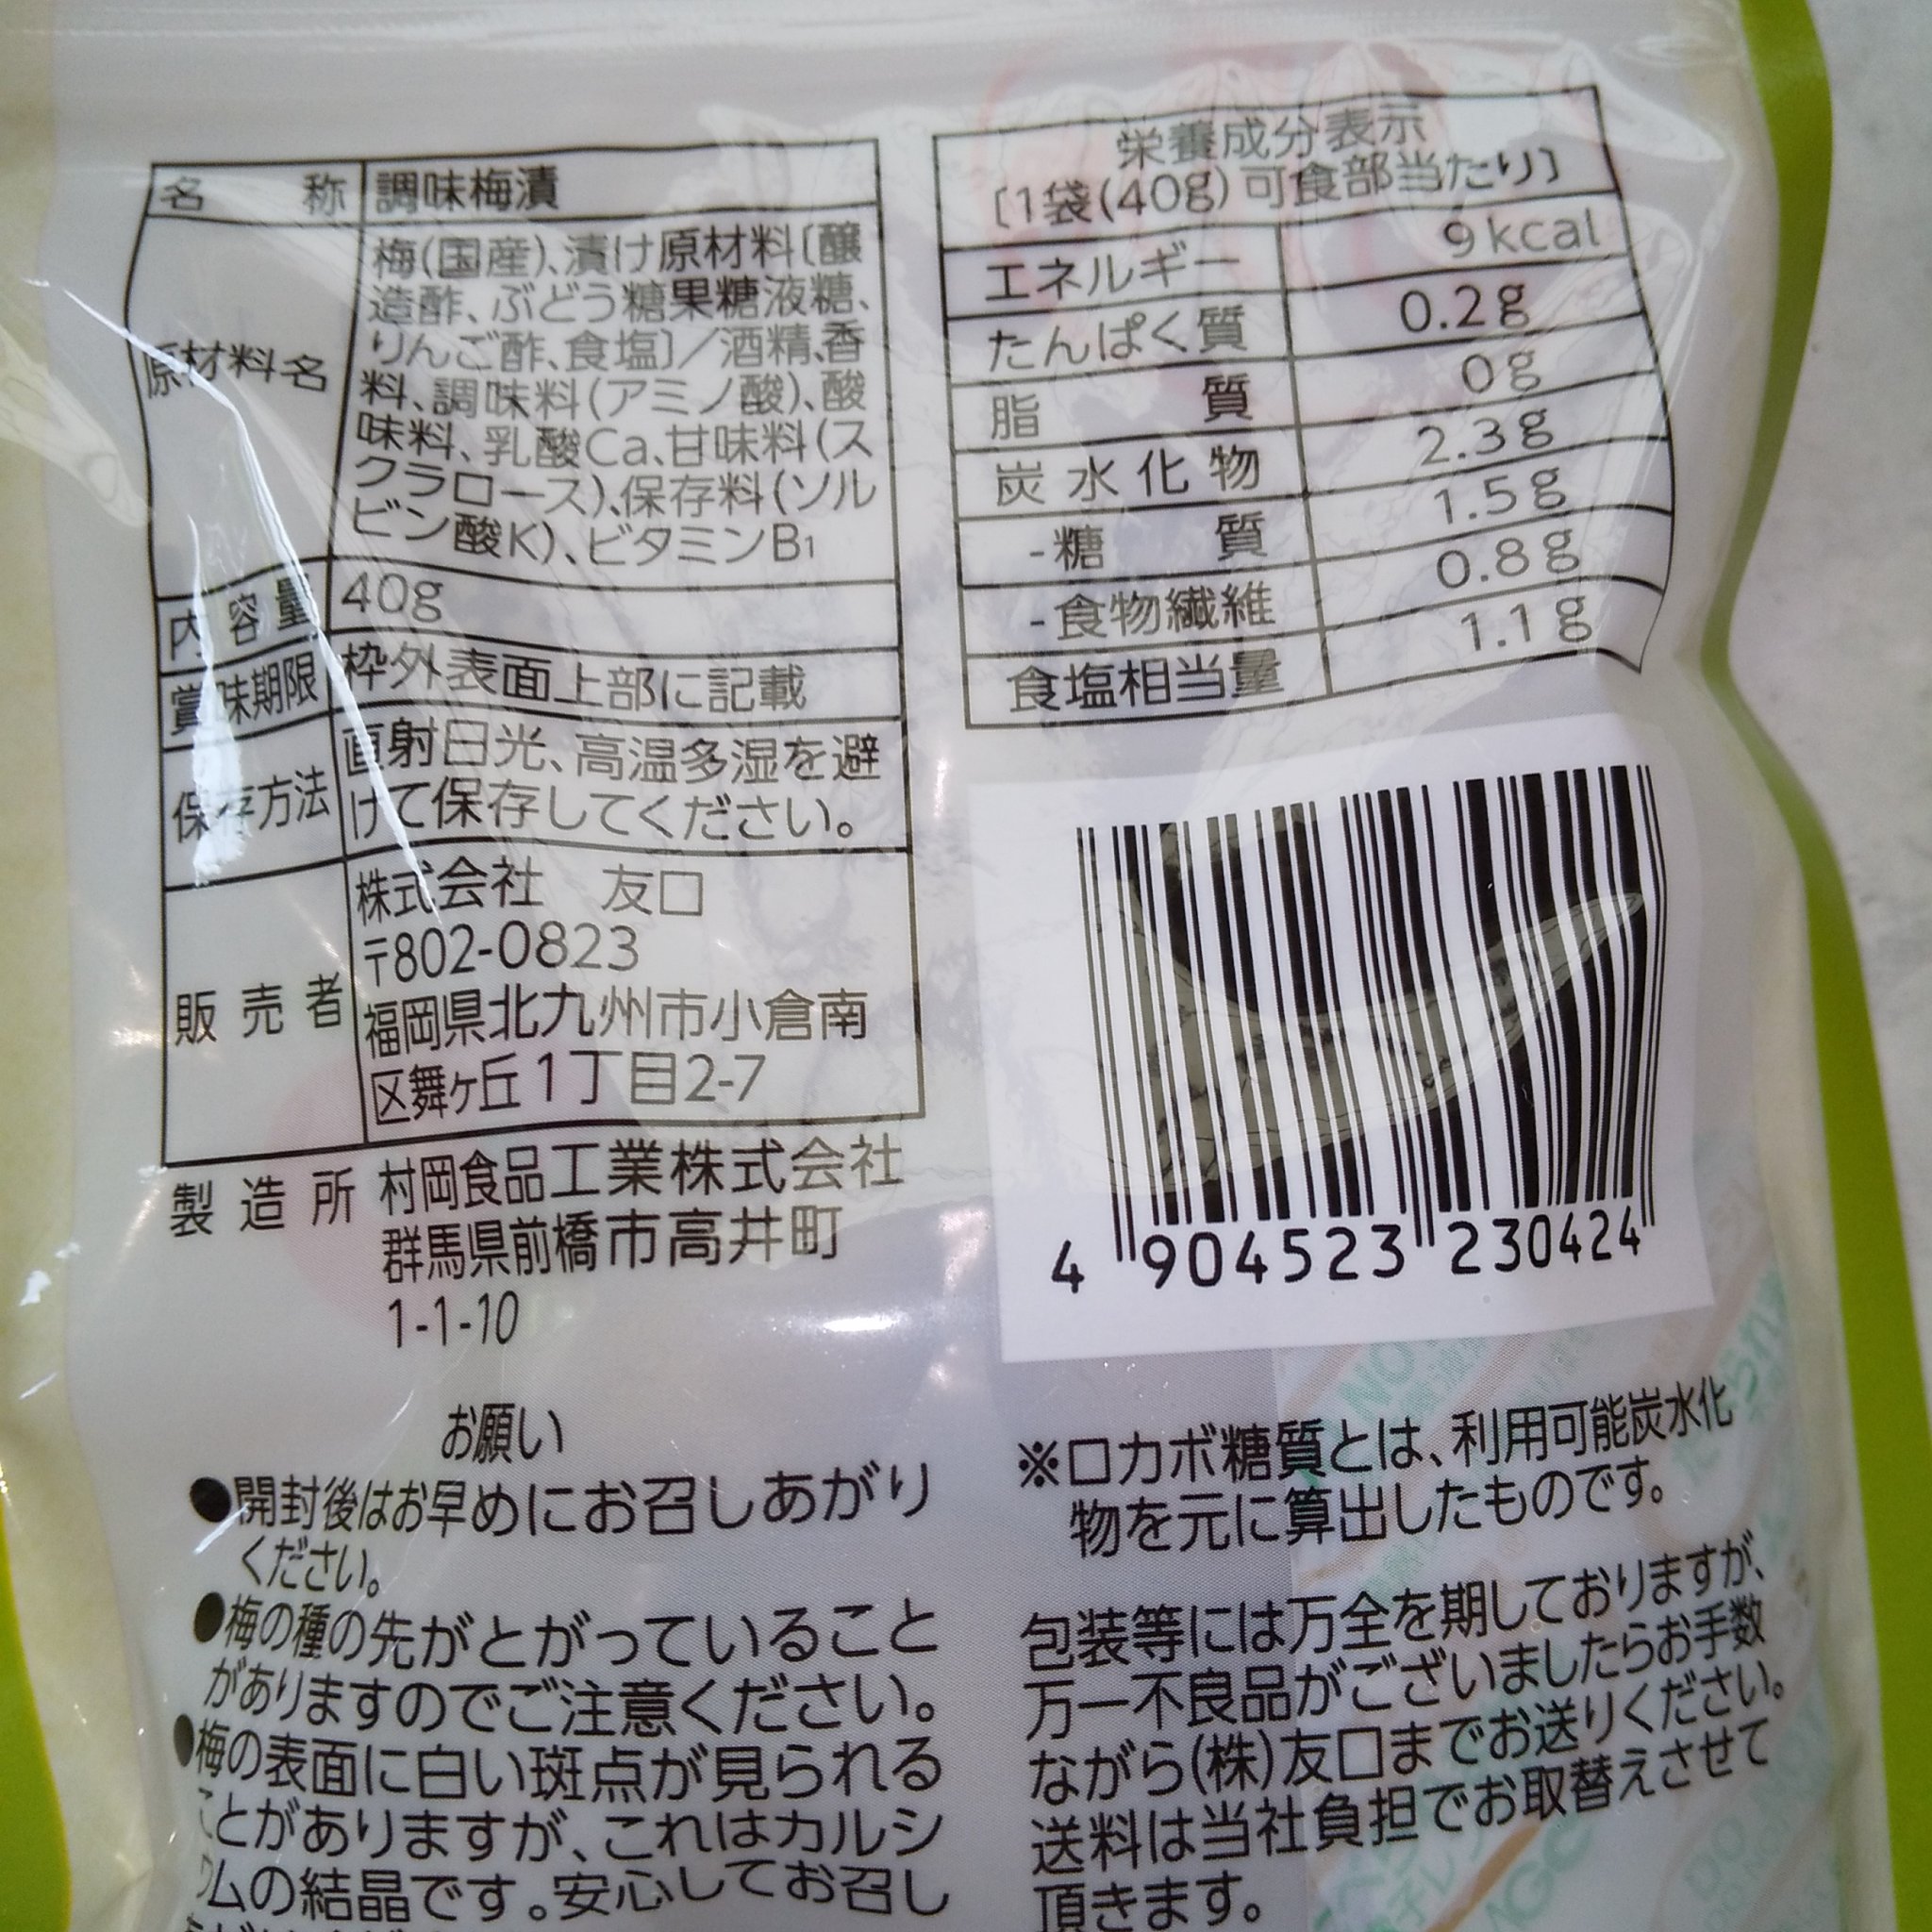 名称 調味梅漬
原材料名
梅(国産)、漬け原材料〔醸
造酢、ぶどう糖果糖液糖、
りんご酢、食塩〕/酒精、香
料、調味料(アミノ酸)、酸
味料、乳酸Ca、甘味料(ス
クラロース)、保存料(ソル
ビン酸K)、ビタミンB1
内容量 40g
賞味期限 枠外表面上部に記載
保存方法
直射日光、高温多湿を避
けて保存してください。
販売者
株式会社 友口
〒802-0823
福岡県北九州市小倉南
区舞ヶ丘1丁目2-7
製造所 村岡食品工業株式会社
群馬県前橋市高井町
1-1-10
お願い
●開封後はお早めにお召しあがり
ください。
●梅の種の先がとがっていること
がありますのでご注意ください。
●梅の表面に白い斑点が見られる
ことがありますが、これはカルシ
ウムの結晶です。安心してお召し
栄養成分表示
〔1袋(40g)可食部当たり〕
エネルギー 9kcal
たんぱく質 0.2g
脂質 0g
炭水化物 2.3g
-糖質 1.5g
-食物繊維 0.8g
食塩相当量 1.1g
4 904523 230424
※ロカボ糖質とは、利用可能炭水化
物を元に算出したものです。
包装等には万全を期しておりますが、
万一不良品がございましたらお手数
ながら(株)友口までお送りください。
送料は当社負担でお取替えさせて
頂きます。